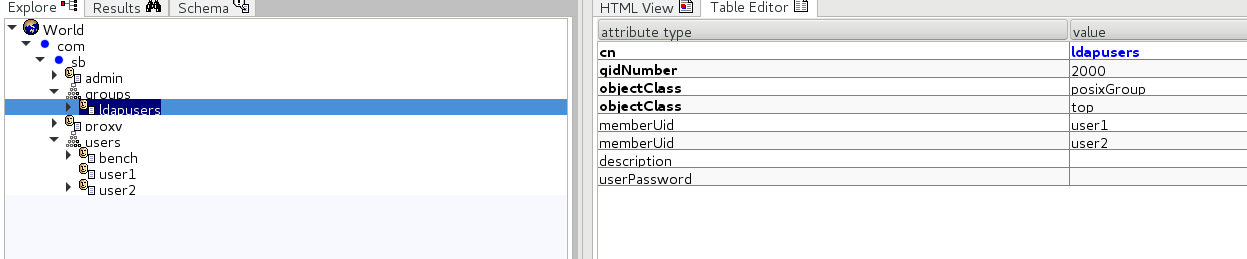 Explore Results Schema
World
com
sb
admin
groups
ldapusers
proxy
users
bench
user1
user2
HTML View Table Editor
attribute type value
cn ldapusers
gidNumber 2000
objectClass posixGroup
objectClass top
memberUid user1
memberUid user2
description
userPassword